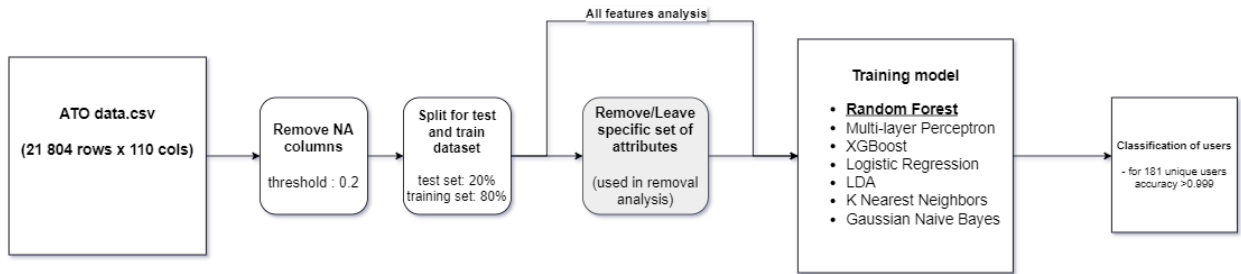 All features analysis
ATO data.csv
(21 804 rows x 110 cols)
Remove NA
columns
threshold : 0.2
Split for test
and train
dataset
test set: 20%
training set: 80%
Remove/Leave
specific set of
attributes
(used in removal
analysis)
Training model
• Random Forest
• Multi-layer Perceptron
• XGBoost
• Logistic Regression
• LDA
• K Nearest Neighbors
• Gaussian Naive Bayes
Classification of users
- for 181 unique users
accuracy >0.999